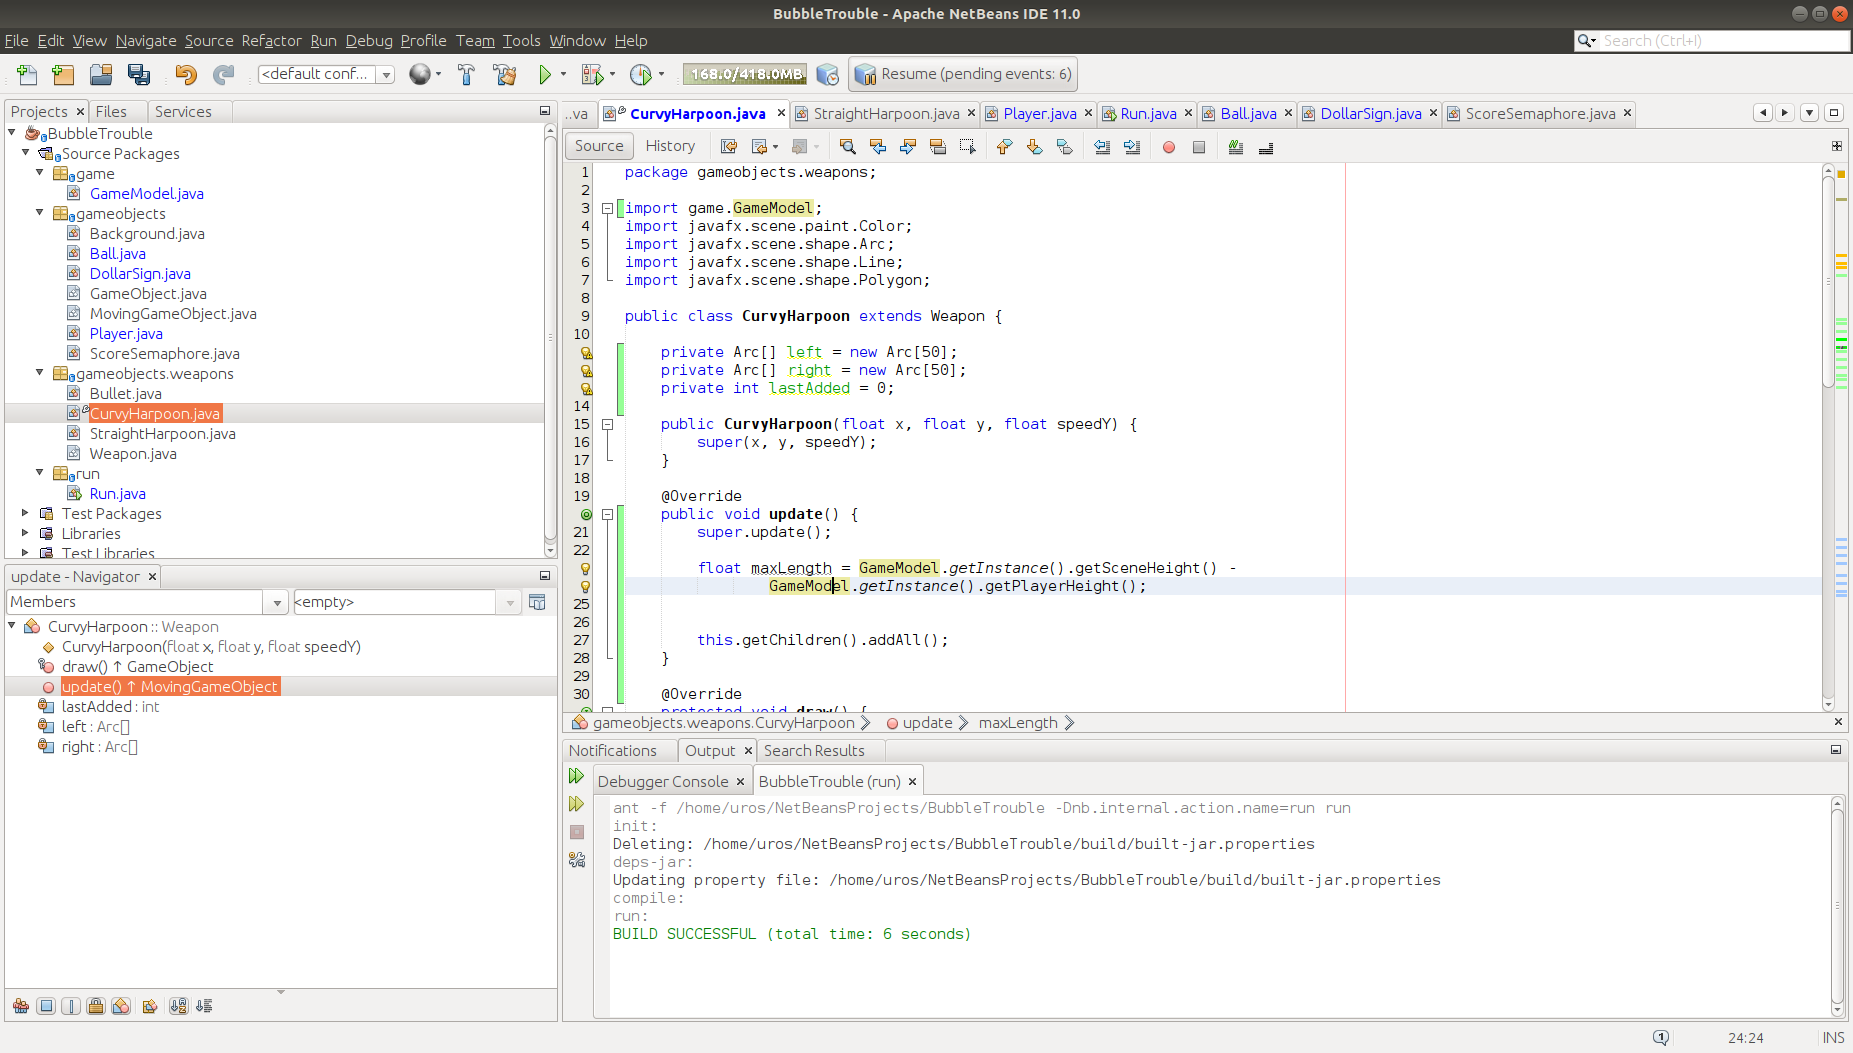 BubbleTrouble - Apache NetBeans IDE 11.0
File Edit View Navigate Source Refactor Run Debug Profile Team Tools Window Help
Search (Ctrl+I)
<default conf...
168.0/418.0MB
Resume (pending events: 6)
Projects
Files
Services
BubbleTrouble
Source Packages
game
GameModel.java
gameobjects
Background.java
Ball.java
DollarSign.java
GameObject.java
MovingGameObject.java
Player.java
ScoreSemaphore.java
gameobjects.weapons
Bullet.java
CurvyHarpoon.java
StraightHarpoon.java
Weapon.java
run
Run.java
Test Packages
Libraries
Test Libraries
update - Navigator
Members
<empty>
CurvyHarpoon :: Weapon
CurvyHarpoon(float x, float y, float speedY)
draw() ↑ GameObject
update() ↑ MovingGameObject
lastAdded : int
left : Arc[]
right : Arc[]
..va
CurvyHarpoon.java
StraightHarpoon.java
Player.java
Run.java
Ball.java
DollarSign.java
ScoreSemaphore.java
Source
History
1 package gameobjects.weapons;
2
3 import game.GameModel;
4 import javafx.scene.paint.Color;
5 import javafx.scene.shape.Arc;
6 import javafx.scene.shape.Line;
7 import javafx.scene.shape.Polygon;
8
9 public class CurvyHarpoon extends Weapon {
10
private Arc[] left = new Arc[50];
private Arc[] right = new Arc[50];
private int lastAdded = 0;
14
15 public CurvyHarpoon(float x, float y, float speedY) {
16 super(x, y, speedY);
17 }
18
19 @Override
public void update() {
21 super.update();
22
float maxLength = GameModel.getInstance().getSceneHeight() -
GameModel.getInstance().getPlayerHeight();
25
26
27 this.getChildren().addAll();
28 }
29
30 @Override
protected void draw() {
gameobjects.weapons.CurvyHarpoon
update
maxLength
Notifications
Output
Search Results
Debugger Console
BubbleTrouble (run)
ant -f /home/uros/NetBeansProjects/BubbleTrouble -Dnb.internal.action.name=run run
init:
Deleting: /home/uros/NetBeansProjects/BubbleTrouble/build/built-jar.properties
deps-jar:
Updating property file: /home/uros/NetBeansProjects/BubbleTrouble/build/built-jar.properties
compile:
run:
BUILD SUCCESSFUL (total time: 6 seconds)
1
24:24
INS